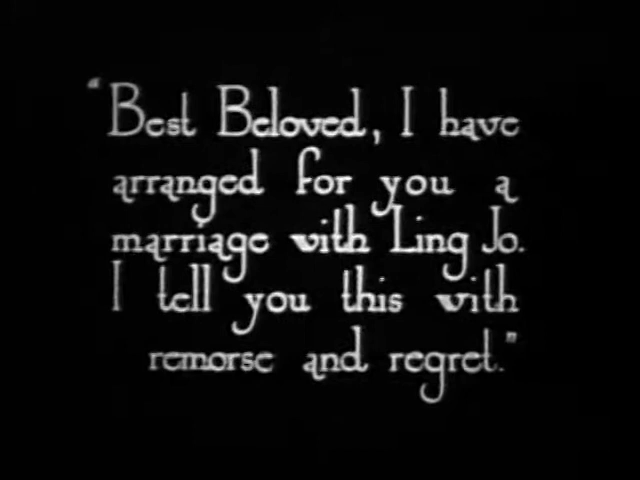 "Best Beloved, I have
arranged for you a
marriage with Ling Jo.
I tell you this with
remorse and regret."